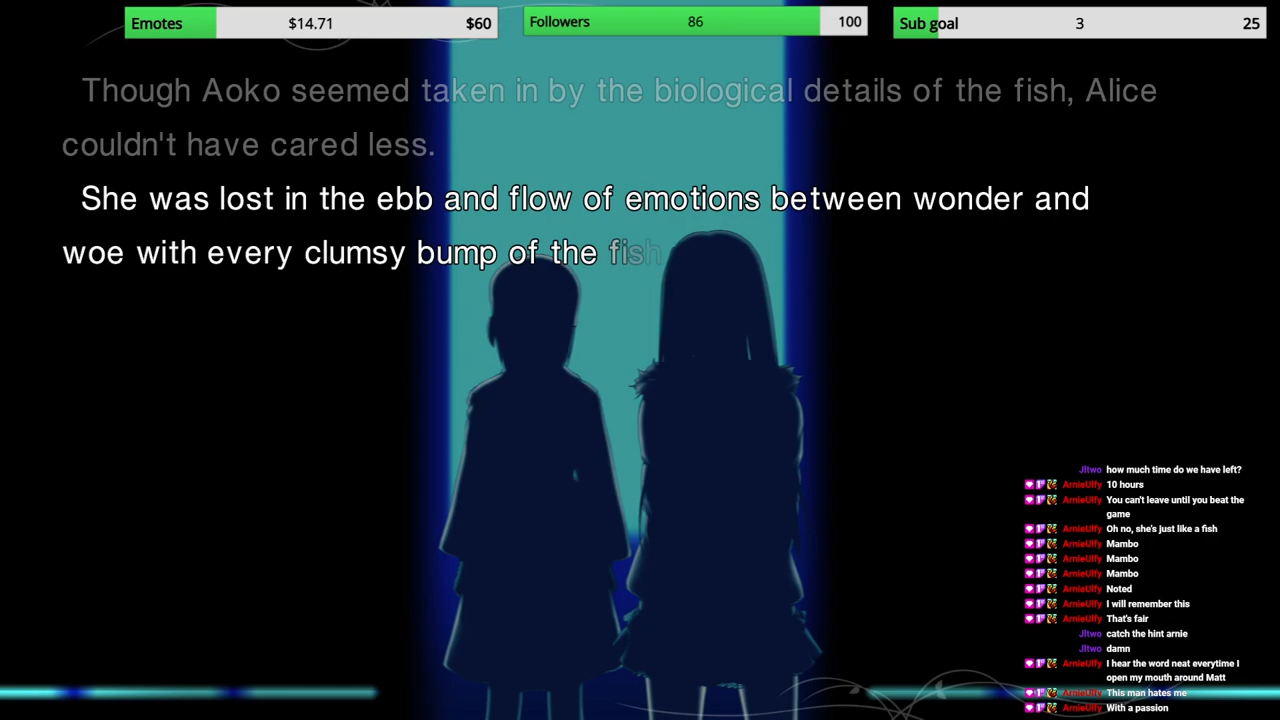 Emotes $14.71 $60
Followers 86 100
Sub goal 3 25
Though Aoko seemed taken in by the biological details of the fish, Alice
couldn't have cared less.
She was lost in the ebb and flow of emotions between wonder and
woe with every clumsy bump of the fish
Jltwo how much time do we have left?
ArnieUlfy 10 hours
ArnieUlfy You can't leave until you beat the
game
ArnieUlfy Oh no, she's just like a fish
ArnieUlfy Mambo
ArnieUlfy Mambo
ArnieUlfy Mambo
ArnieUlfy Noted
ArnieUlfy I will remember this
ArnieUlfy That's fair
Jltwo catch the hint arnie
Jltwo damn
ArnieUlfy I hear the word neat everytime I
open my mouth around Matt
ArnieUlfy This man hates me
ArnieUlfy With a passion